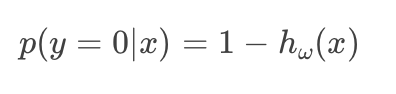 p(y = 0|x) = 1 − h_ω(x)